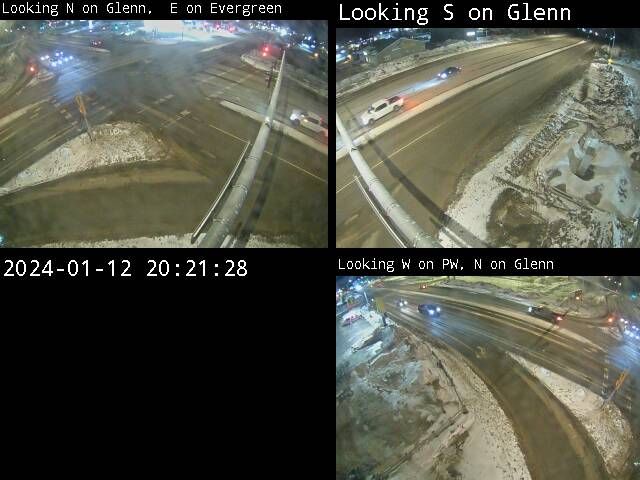 Looking N on Glenn, E on Evergreen
Looking S on Glenn
2024-01-12 20:21:28
Looking W on PW, N on Glenn